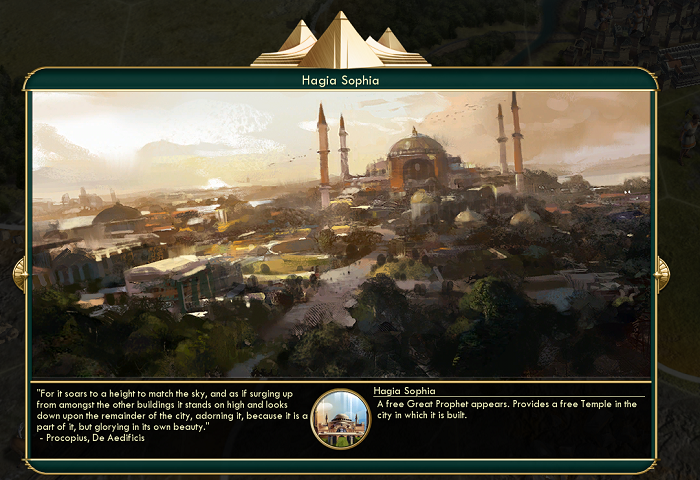 Hagia Sophia
"For it soars to a height to match the sky, and as if surging up
from amongst the other buildings it stands on high and looks
down upon the remainder of the city, adorning it, because it is a
part of it, but glorying in its own beauty."
- Procopius, De Aedificis
Hagia Sophia
A free Great Prophet appears. Provides a free Temple in the
city in which it is built.